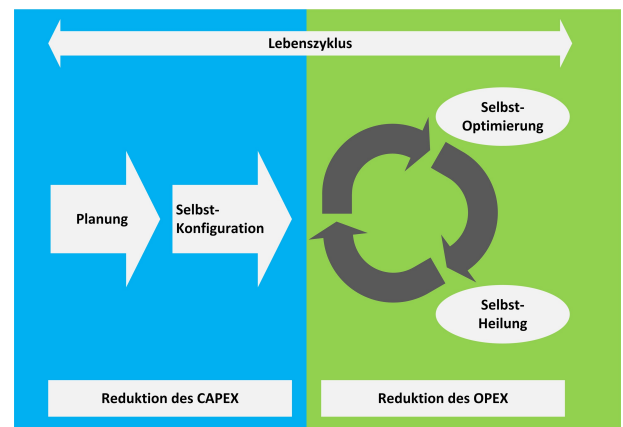 Lebenszyklus
Selbst-
Optimierung
Planung
Selbst-
Konfiguration
Selbst-
Heilung
Reduktion des CAPEX
Reduktion des OPEX